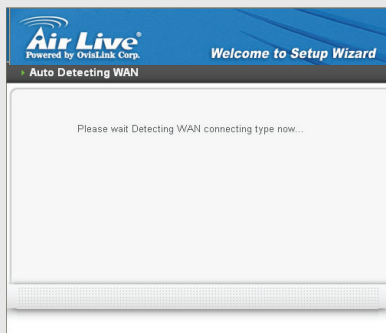 Air Live®
Powered by OvisLink Corp.
Welcome to Setup Wizard
Auto Detecting WAN
Please wait Detecting WAN connecting type now...